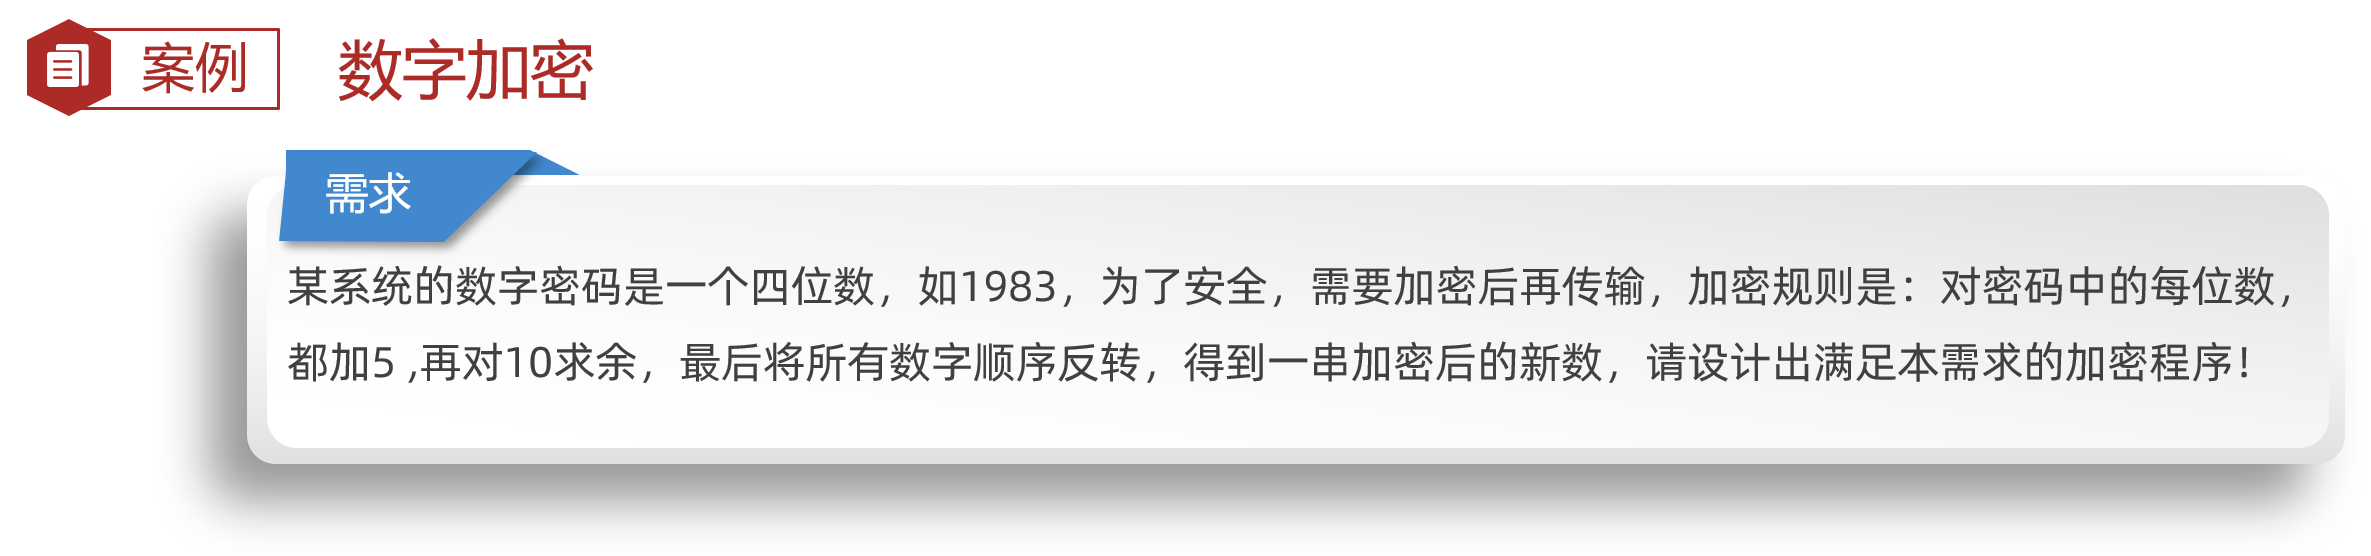 案例
数字加密
需求
某系统的数字密码是一个四位数，如1983，为了安全，需要加密后再传输，加密规则是：对密码中的每位数，
都加5 ,再对10求余，最后将所有数字顺序反转，得到一串加密后的新数，请设计出满足本需求的加密程序！